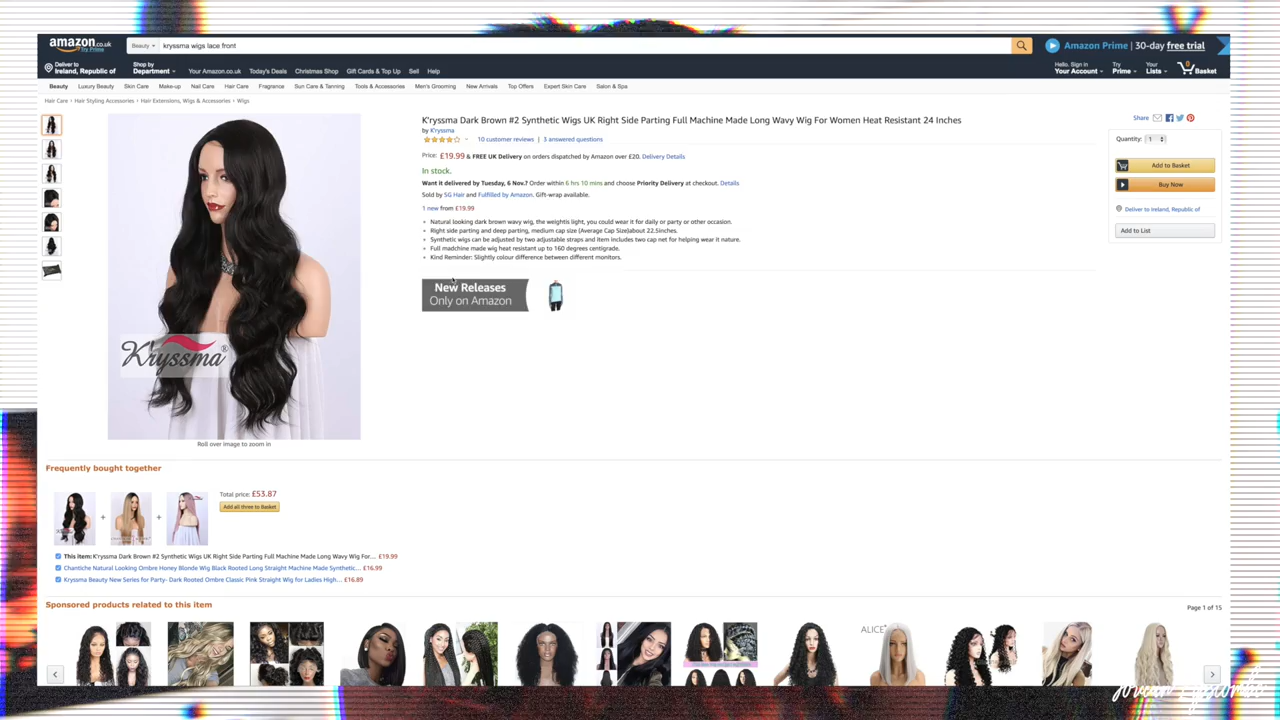 amazon.co.uk
Try Prime
Beauty
kryssma wigs lace front
Amazon Prime | 30-day free trial
Deliver to
Ireland, Republic of
Shop by
Department
Your Amazon.co.uk
Today's Deals
Christmas Shop
Gift Cards & Top Up
Sell
Help
Hello. Sign in
Your Account
Try
Prime
Your
Lists
0
Basket
Beauty
Luxury Beauty
Skin Care
Make-up
Nail Care
Hair Care
Fragrance
Sun Care & Tanning
Tools & Accessories
Men's Grooming
New Arrivals
Top Offers
Expert Skin Care
Salon & Spa
Hair Care › Hair Styling Accessories › Hair Extensions, Wigs & Accessories › Wigs
K'ryssma Dark Brown #2 Synthetic Wigs UK Right Side Parting Full Machine Made Long Wavy Wig For Women Heat Resistant 24 Inches
by K'ryssma
10 customer reviews | 3 answered questions
Price: £19.99 & FREE UK Delivery on orders dispatched by Amazon over £20. Delivery Details
In stock.
Want it delivered by Tuesday, 6 Nov.? Order within 6 hrs 10 mins and choose Priority Delivery at checkout. Details
Sold by SG Hair and Fulfilled by Amazon. Gift-wrap available.
1 new from £19.99
Natural looking dark brown wavy wig, the weightis light, you could wear it for daily or party or other occasion.
Right side parting and deep parting, medium cap size (Average Cap Size)about 22.5inches.
Synthetic wigs can be adjusted by two adjustable straps and item includes two cap net for helping wear it nature.
Full madchine made wig heat resistant up to 160 degrees centigrade.
Kind Reminder: Slightly colour difference between different monitors.
New Releases
Only on Amazon
Share
Quantity: 1
Add to Basket
Buy Now
Deliver to Ireland, Republic of
Add to List
K'ryssma®
Roll over image to zoom in
Frequently bought together
Total price: £53.87
Add all three to Basket
This item: K'ryssma Dark Brown #2 Synthetic Wigs UK Right Side Parting Full Machine Made Long Wavy Wig For… £19.99
Chantiche Natural Looking Ombre Honey Blonde Wig Black Rooted Long Straight Machine Made Synthetic… £16.99
Kryssma Beauty New Series for Party- Dark Rooted Ombre Classic Pink Straight Wig for Ladies High… £16.89
Sponsored products related to this item
Page 1 of 15
ALICE®